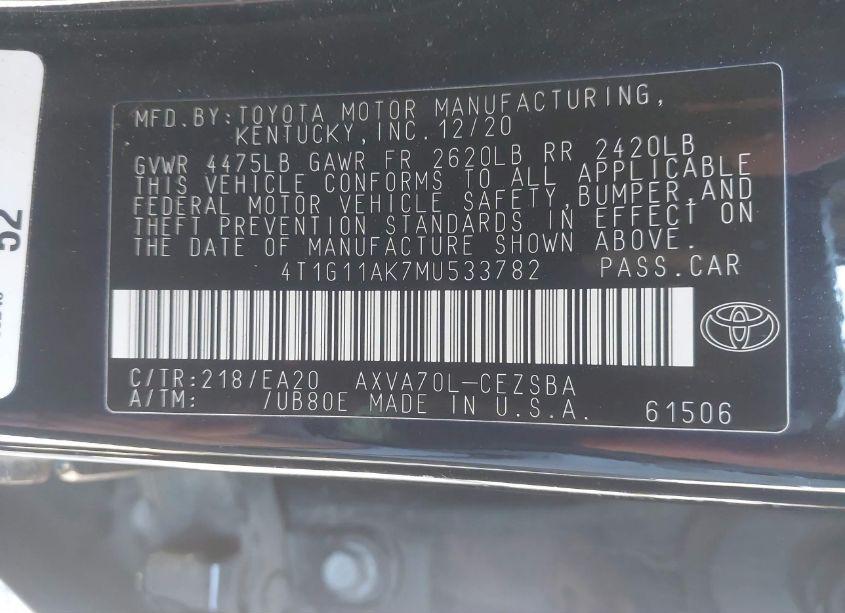 MFD. BY: TOYOTA MOTOR MANUFACTURING,
KENTUCKY, INC. 12/20
GVWR 4475LB GAWR FR 2620LB RR 2420LB
THIS VEHICLE CONFORMS TO ALL APPLICABLE
FEDERAL MOTOR VEHICLE SAFETY, BUMPER, AND
THEFT PREVENTION STANDARDS IN EFFECT ON
THE DATE OF MANUFACTURE SHOWN ABOVE.
4T1G11AK7MU533782 PASS.CAR
C/TR: 218/EA20 AXVA70L-CEZSBA
A/TM: /UB80E MADE IN U.S.A. 61506
52